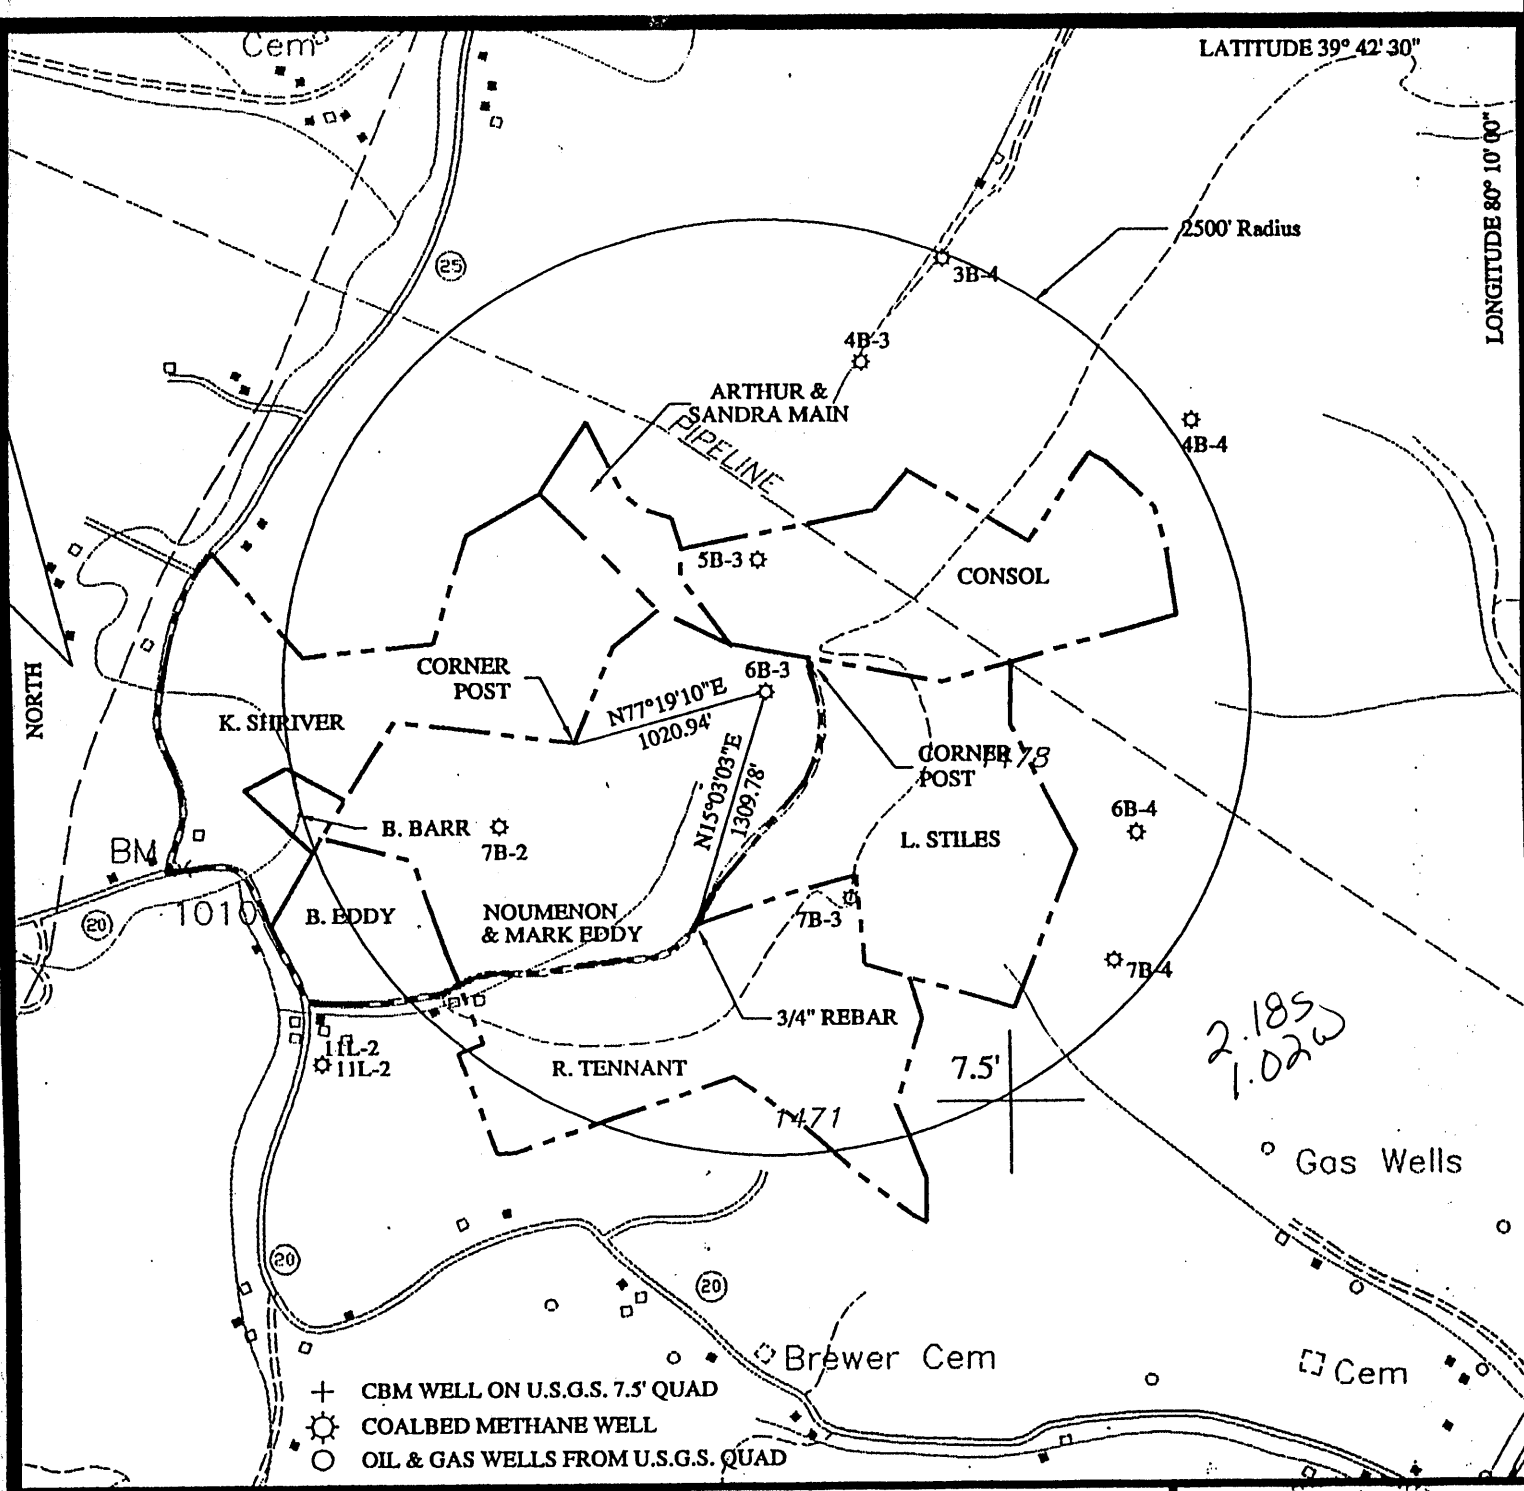 Cem
LATITUDE 39° 42' 30"
LONGITUDE 80° 10' 00"
2500' Radius
25
3B-4
4B-3
ARTHUR &
SANDRA MAIN
PIPELINE
4B-4
5B-3
CONSOL
CORNER
POST
6B-3
N77°19'10"E
1020.94'
NORTH
K. SHRIVER
N15°03'03"E
1309.78'
CORNER
POST
1478
6B-4
B. BARR
7B-2
L. STILES
BM
1010
20
B. EDDY
NOUMENON
& MARK EDDY
7B-3
7B-4
3/4" REBAR
2.18S
1.02W
11L-2
11L-2
R. TENNANT
7.5'
1471
Gas Wells
20
20
Brewer Cem
Cem
CBM WELL ON U.S.G.S. 7.5' QUAD
COALBED METHANE WELL
OIL & GAS WELLS FROM U.S.G.S. QUAD